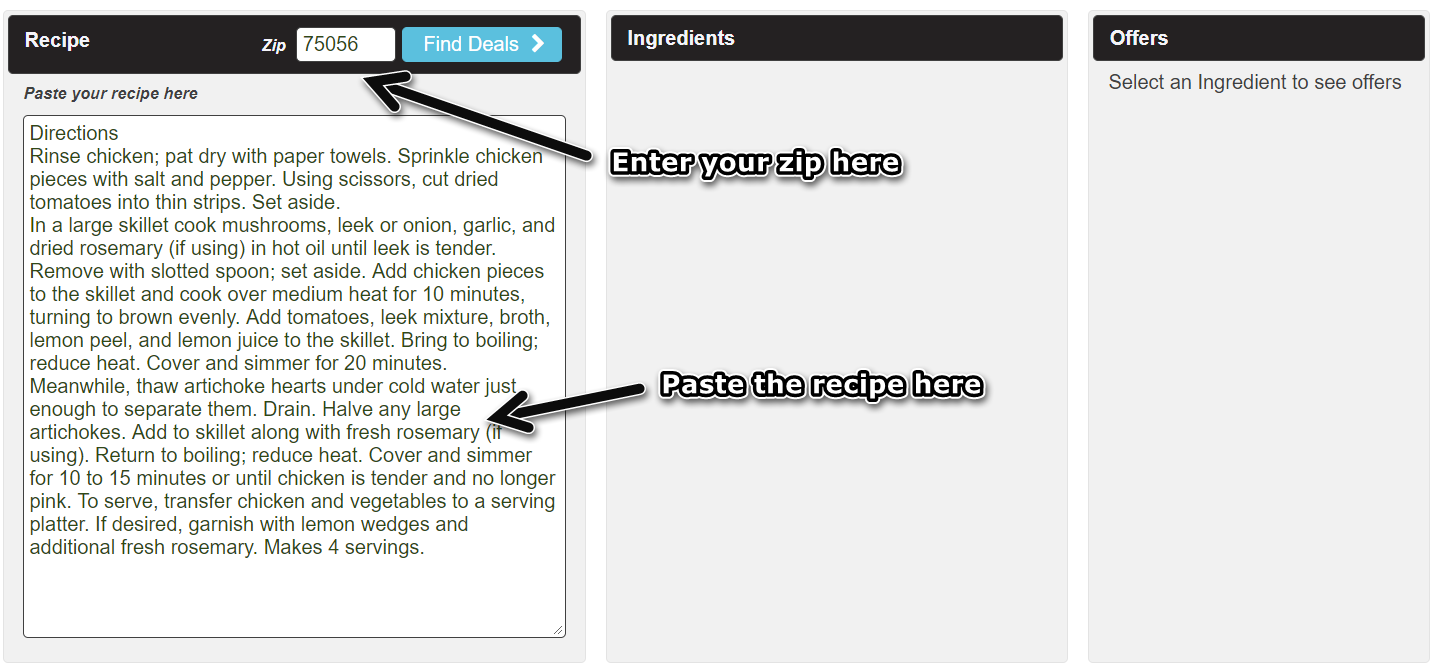 Recipe
Zip 75056 Find Deals
Paste your recipe here
Directions
Rinse chicken; pat dry with paper towels. Sprinkle chicken
pieces with salt and pepper. Using scissors, cut dried
tomatoes into thin strips. Set aside.
In a large skillet cook mushrooms, leek or onion, garlic, and
dried rosemary (if using) in hot oil until leek is tender.
Remove with slotted spoon; set aside. Add chicken pieces
to the skillet and cook over medium heat for 10 minutes,
turning to brown evenly. Add tomatoes, leek mixture, broth,
lemon peel, and lemon juice to the skillet. Bring to boiling;
reduce heat. Cover and simmer for 20 minutes.
Meanwhile, thaw artichoke hearts under cold water just
enough to separate them. Drain. Halve any large
artichokes. Add to skillet along with fresh rosemary (if
using). Return to boiling; reduce heat. Cover and simmer
for 10 to 15 minutes or until chicken is tender and no longer
pink. To serve, transfer chicken and vegetables to a serving
platter. If desired, garnish with lemon wedges and
additional fresh rosemary. Makes 4 servings.
Enter your zip here
Paste the recipe here
Ingredients
Offers
Select an Ingredient to see offers